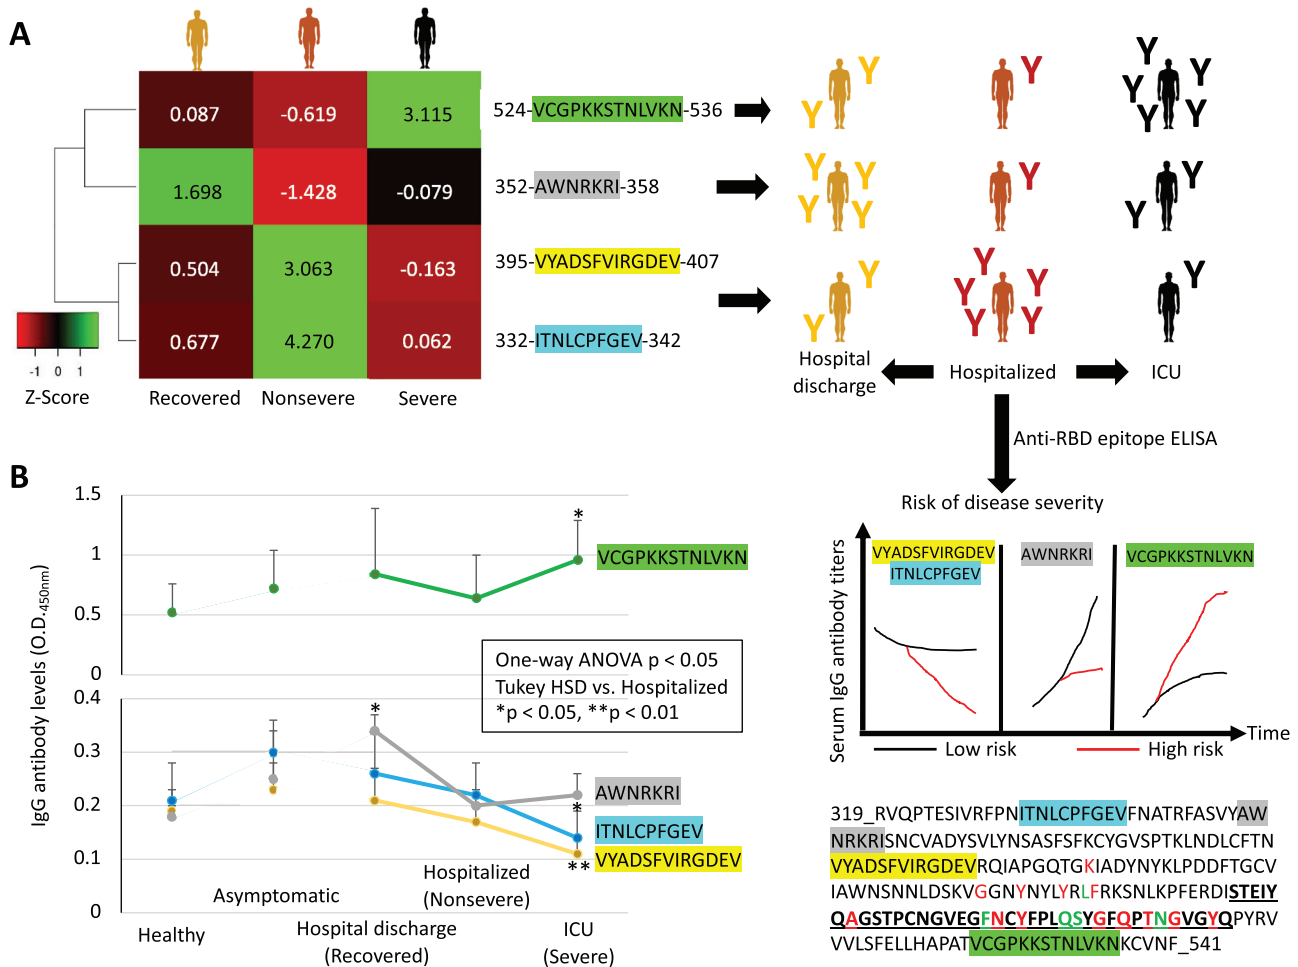 A
0.087 -0.619 3.115
524-VCGPKKSTNLVKN-536
1.698 -1.428 -0.079
352-AWNRKRI-358
0.504 3.063 -0.163
395-VYADSFVIRGDEV-407
0.677 4.270 0.062
332-ITNLCPFGEV-342
-1 0 1
Z-Score
Recovered Nonsevere Severe
Y Y Y Y Y Y Y Y
Y Y Y Y Y Y Y
Y Y Y Y Y Y Y
Hospital
discharge
Hospitalized
ICU
Anti-RBD epitope ELISA
Risk of disease severity
B
IgG antibody levels (O.D.450nm)
1.5
1
0.5
0
0.4
0.3
0.2
0.1
0
*
VCGPKKSTNLVKN
One-way ANOVA p < 0.05
Tukey HSD vs. Hospitalized
*p < 0.05, **p < 0.01
*
AWNRKRI
*
ITNLCPFGEV
VYADSFVIRGDEV
**
Healthy
Asymptomatic
Hospital discharge
(Recovered)
Hospitalized
(Nonsevere)
ICU
(Severe)
Serum IgG antibody titers
VYADSFVIRGDEV
ITNLCPFGEV
AWNRKRI
VCGPKKSTNLVKN
Time
Low risk
High risk
319_RVQPTESIVRFPNITNLCPFGEVFNATRFASVYAW
NRKRISNCVADYSVLYNSASFSFKCYGVSPTKLNDLCFTN
VYADSFVIRGDEVRQIAPGQTGKIADYNYKLPDDFTGCV
IAWNSNNLDSKVGGNYNYLYRLFRKSNLKPFERDISTEIY
QAGSTPCNGVEGFNCYFPLQSYGFQPTNGVGYQPYRV
VVLSFELLHAPATVCGPKKSTNLVKNKCVNF_541